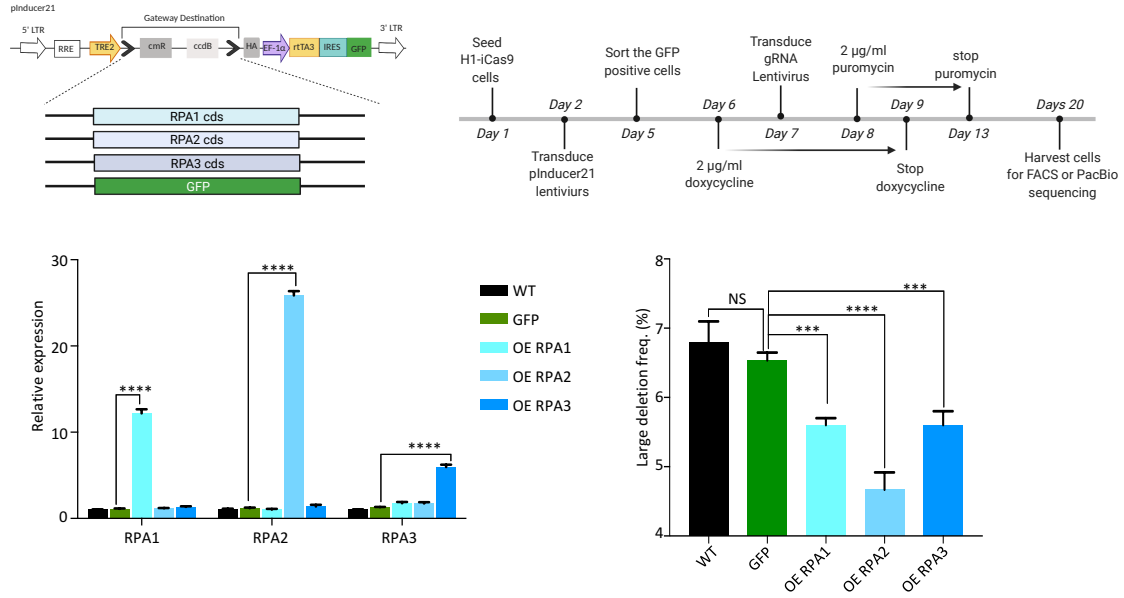 pInducer21
Gateway Destination
5' LTR
3' LTR
RRE
TRE2
cmR
ccdB
HA
EF-1α
rtTA3
IRES
GFP
RPA1 cds
RPA2 cds
RPA3 cds
GFP
Seed
H1-iCas9
cells
Sort the GFP
positive cells
Transduce
gRNA
Lentivirus
2 µg/ml
puromycin
stop
puromycin
Day 2
Day 6
Day 9
Days 20
Day 1
Day 5
Day 7
Day 8
Day 13
Transduce
pInducer21
lentiviurs
2 µg/ml
doxycycline
Stop
doxycycline
Harvest cells
for FACS or PacBio
sequencing
Relative expression
30
20
10
0
****
****
****
RPA1
RPA2
RPA3
WT
GFP
OE RPA1
OE RPA2
OE RPA3
Large deletion freq. (%)
8
7
6
5
4
NS
***
****
***
WT
GFP
OE RPA1
OE RPA2
OE RPA3